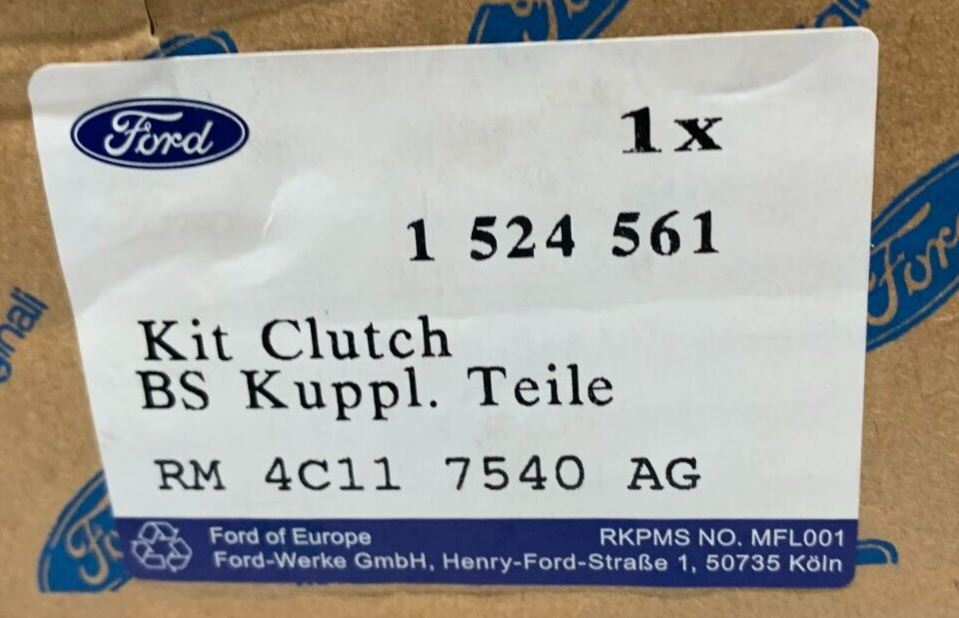 Ford
1x
1 524 561
Kit Clutch
BS Kuppl. Teile
RM 4C11 7540 AG
Ford of Europe
RKPMS NO. MFL001
Ford-Werke GmbH, Henry-Ford-Straße 1, 50735 Köln
Ford